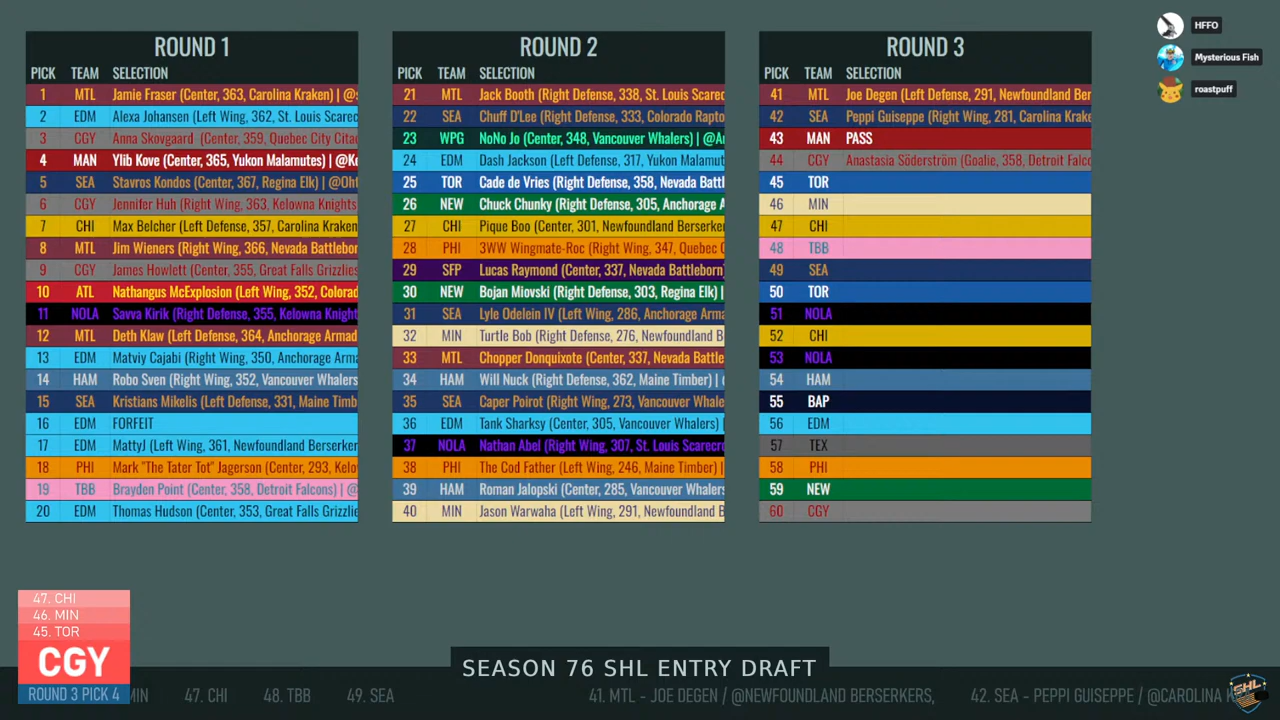 ROUND 1
PICK TEAM SELECTION
1 MTL Jamie Fraser (Center, 363, Carolina Kraken) | @
2 EDM Alexa Johansen (Left Wing, 362, St. Louis Scarec
3 CGY Anna Skovgaard (Center, 359, Quebec City Cita
4 MAN Ylib Kove (Center, 365, Yukon Malamutes) | @K
5 SEA Stavros Kondos (Center, 367, Regina Elk) | @Oh
6 CGY Jennifer Huh (Right Wing, 363, Kelowna Knights
7 CHI Max Belcher (Left Defense, 357, Carolina Kraken
8 MTL Jim Wieners (Right Wing, 366, Nevada Battlebor
9 CGY James Howlett (Center, 355, Great Falls Grizzlies
10 ATL Nathangus McExplosion (Left Wing, 352, Colorad
11 NOLA Savva Kirik (Right Defense, 355, Kelowna Knight
12 MTL Deth Klaw (Left Defense, 364, Anchorage Armad
13 EDM Matviy Cajabi (Right Wing, 350, Anchorage Arma
14 HAM Robo Sven (Right Wing, 352, Vancouver Whalers
15 SEA Kristians Mikelis (Left Defense, 331, Maine Timb
16 EDM FORFEIT
17 EDM MattyJ (Left Wing, 361, Newfoundland Berserker
18 PHI Mark "The Tater Tot" Jagerson (Center, 293, Kelo
19 TBB Brayden Point (Center, 358, Detroit Falcons) | @
20 EDM Thomas Hudson (Center, 353, Great Falls Grizzlie
ROUND 2
PICK TEAM SELECTION
21 MTL Jack Booth (Right Defense, 338, St. Louis Scarec
22 SEA Chuff D'Lee (Right Defense, 333, Colorado Rapto
23 WPG NoNo Jo (Center, 348, Vancouver Whalers) | @A
24 EDM Dash Jackson (Left Defense, 317, Yukon Malamut
25 TOR Cade de Vries (Right Defense, 358, Nevada Battl
26 NEW Chuck Chunky (Right Defense, 305, Anchorage A
27 CHI Pique Boo (Center, 301, Newfoundland Berserker
28 PHI 3WW Wingmate-Roc (Right Wing, 347, Quebec C
29 SFP Lucas Raymond (Center, 337, Nevada Battleborn)
30 NEW Bojan Miovski (Right Defense, 303, Regina Elk) |
31 SEA Lyle Odelein IV (Left Wing, 286, Anchorage Arma
32 MIN Turtle Bob (Right Defense, 276, Newfoundland B
33 MTL Chopper Donquixote (Center, 337, Nevada Battle
34 HAM Will Nuck (Right Defense, 362, Maine Timber) |
35 SEA Caper Poirot (Right Wing, 273, Vancouver Whale
36 EDM Tank Sharksy (Center, 305, Vancouver Whalers)
37 NOLA Nathan Abel (Right Wing, 307, St. Louis Scarecro
38 PHI The Cod Father (Left Wing, 246, Maine Timber) |
39 HAM Roman Jalopski (Center, 285, Vancouver Whalers
40 MIN Jason Warwaha (Left Wing, 291, Newfoundland B
ROUND 3
PICK TEAM SELECTION
41 MTL Joe Degen (Left Defense, 291, Newfoundland Ber
42 SEA Peppi Guiseppe (Right Wing, 281, Carolina Krake
43 MAN PASS
44 CGY Anastasia Söderström (Goalie, 358, Detroit Falco
45 TOR
46 MIN
47 CHI
48 TBB
49 SEA
50 TOR
51 NOLA
52 CHI
53 NOLA
54 HAM
55 BAP
56 EDM
57 TEX
58 PHI
59 NEW
60 CGY
HFFO
Mysterious Fish
roastpuff
47. CHI
46. MIN
45. TOR
CGY
ROUND 3 PICK 4
SEASON 76 SHL ENTRY DRAFT
MIN 47. CHI 48. TBB 49. SEA 41. MTL - JOE DEGEN / @NEWFOUNDLAND BERSERKERS, 42. SEA - PEPPI GUISEPPE / @CAROLINA K
SHL